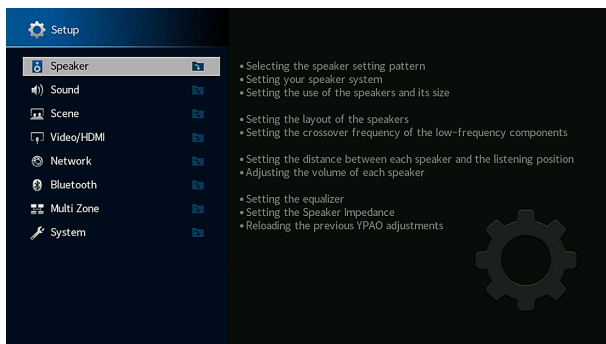 Setup
Speaker
Sound
Scene
Video/HDMI
Network
Bluetooth
Multi Zone
System
•Selecting the speaker setting pattern
•Setting your speaker system
•Setting the use of the speakers and its size
•Setting the layout of the speakers
•Setting the crossover frequency of the low-frequency components
•Setting the distance between each speaker and the listening position
•Adjusting the volume of each speaker
•Setting the equalizer
•Setting the Speaker Impedance
•Reloading the previous YPAO adjustments